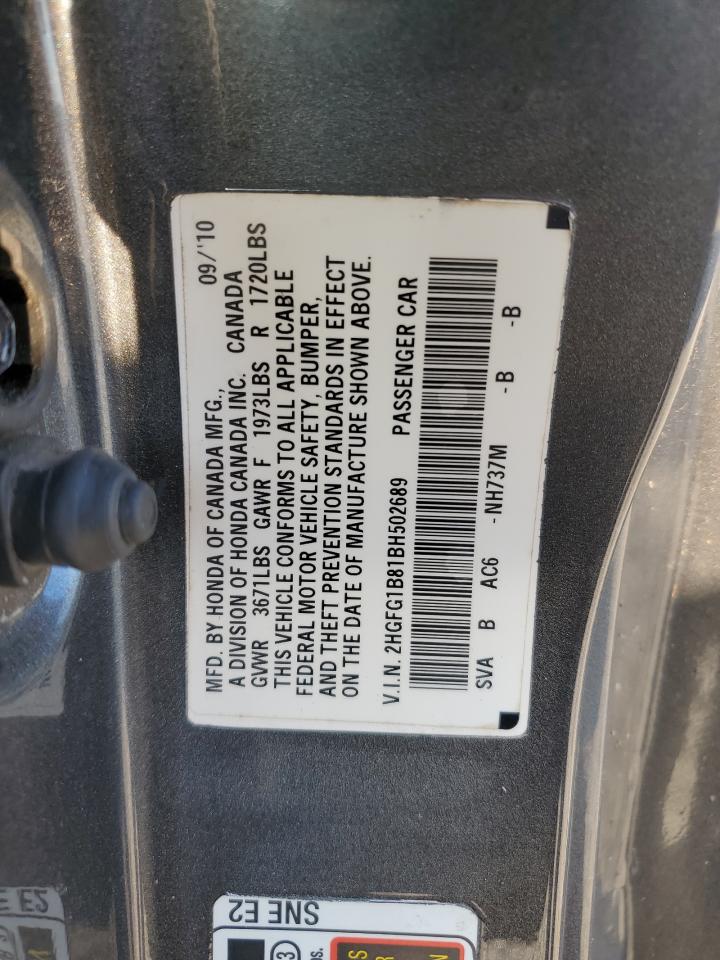 MFD. BY HONDA OF CANADA MFG., 09/'10
A DIVISION OF HONDA CANADA INC. CANADA
GVWR 3671LBS GAWR F 1973LBS R 1720LBS
THIS VEHICLE CONFORMS TO ALL APPLICABLE
FEDERAL MOTOR VEHICLE SAFETY, BUMPER,
AND THEFT PREVENTION STANDARDS IN EFFECT
ON THE DATE OF MANUFACTURE SHOWN ABOVE.
V.I.N. 2HGFG1B81BH502689 PASSENGER CAR
SVA B AC6 -NH737M -B -B
SNE E2